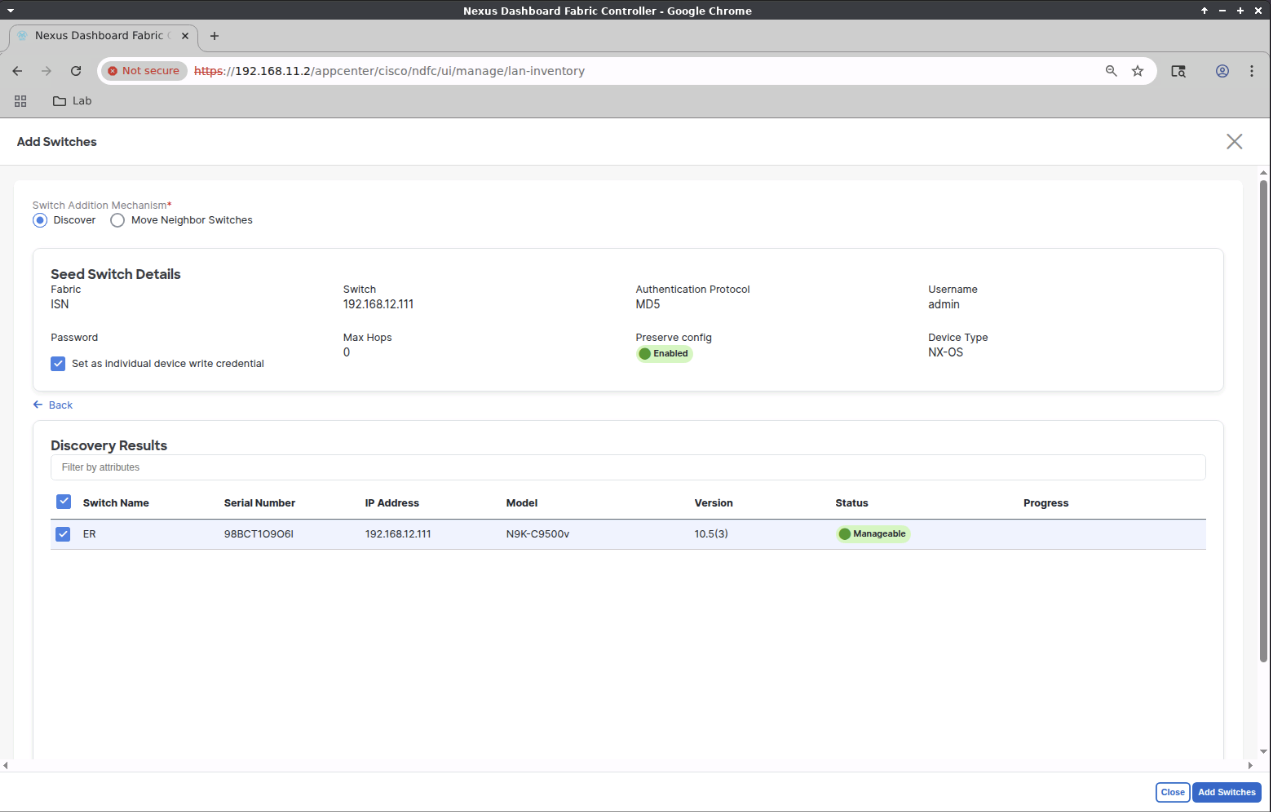 Nexus Dashboard Fabric Controller - Google Chrome
Nexus Dashboard Fabric
Not secure https://192.168.11.2/appcenter/cisco/ndfc/ui/manage/lan-inventory
Lab
Add Switches
Switch Addition Mechanism*
Discover Move Neighbor Switches
Seed Switch Details
Fabric Switch Authentication Protocol Username
ISN 192.168.12.111 MD5 admin
Password Max Hops Preserve config Device Type
Set as individual device write credential 0 Enabled NX-OS
Back
Discovery Results
Filter by attributes
Switch Name Serial Number IP Address Model Version Status Progress
ER 98BCT1O9O6I 192.168.12.111 N9K-C9500v 10.5(3) Manageable
Close Add Switches